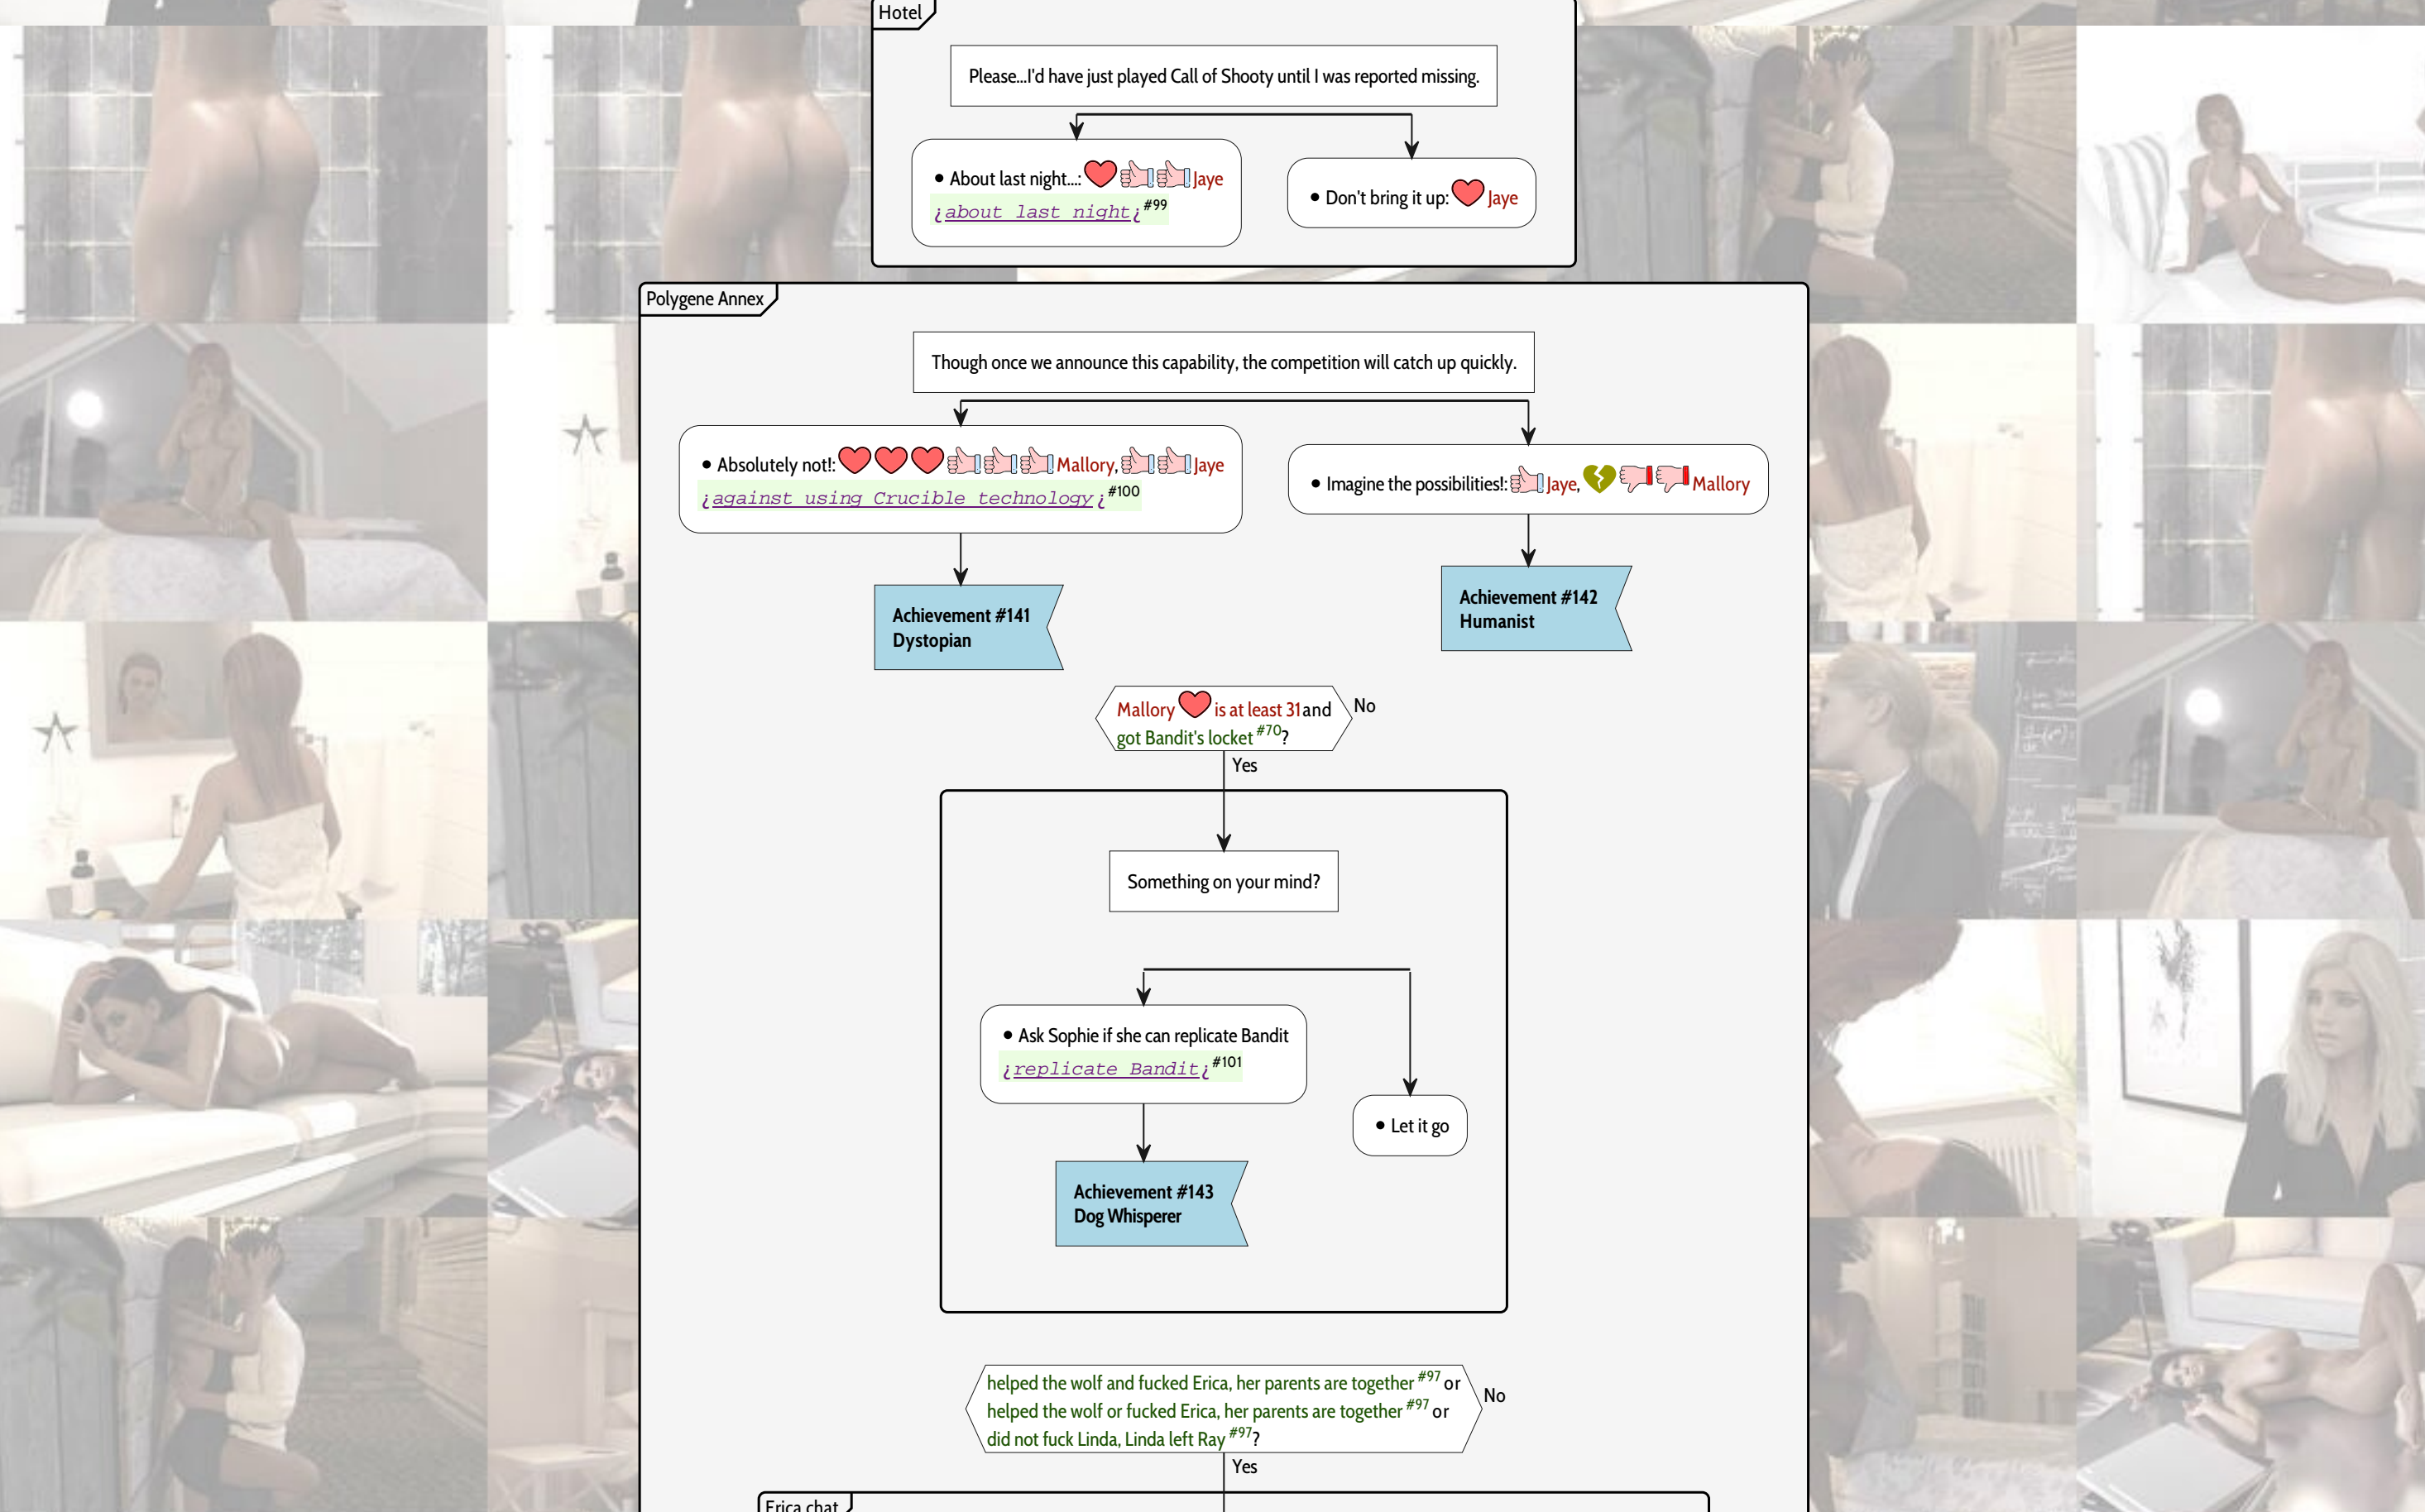 Hotel
Please...I'd have just played Call of Shooty until I was reported missing.
• About last night...: Jaye
¿about last night¿ #99
• Don't bring it up: Jaye
Polygene Annex
Though once we announce this capability, the competition will catch up quickly.
• Absolutely not!: Mallory, Jaye
¿against using Crucible technology¿ #100
• Imagine the possibilities!: Jaye, Mallory
Achievement #141
Dystopian
Achievement #142
Humanist
Mallory is at least 31 and
got Bandit's locket #70?
No
Yes
Something on your mind?
• Ask Sophie if she can replicate Bandit
¿replicate Bandit¿ #101
• Let it go
Achievement #143
Dog Whisperer
helped the wolf and fucked Erica, her parents are together #97 or
helped the wolf or fucked Erica, her parents are together #97 or
did not fuck Linda, Linda left Ray #97?
No
Yes
Erica chat